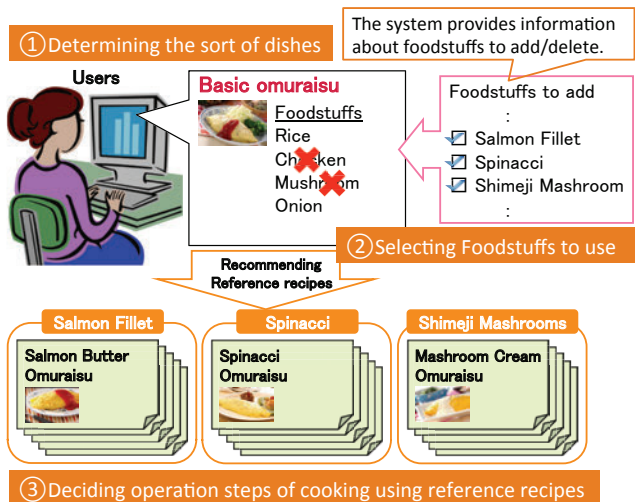 ①Determining the sort of dishes
The system provides information
about foodstuffs to add/delete.
Users
Basic omuraisu
Foodstuffs
Rice
Chicken
Mushroom
Onion
Foodstuffs to add
:
Salmon Fillet
Spinacci
Shimeji Mashroom
:
②Selecting Foodstuffs to use
Recommending
Reference recipes
Salmon Fillet
Spinacci
Shimeji Mashrooms
Salmon Butter
Omuraisu
Spinacci
Omuraisu
Mashroom Cream
Omuraisu
③Deciding operation steps of cooking using reference recipes